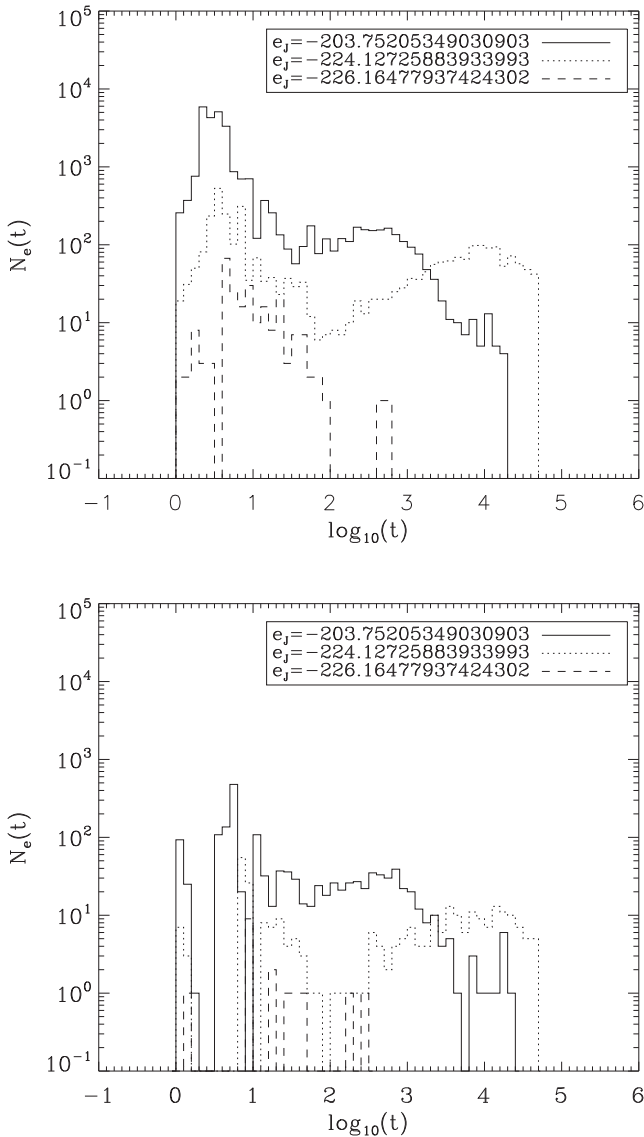 10^5
10^4
10^3
10^2
10^1
10^0
10^-1
N_e(t)
e_J=-203.75205349030903
e_J=-224.12725883933993
e_J=-226.16477937424302
-1 0 1 2 3 4 5 6
log_10(t)
10^5
10^4
10^3
10^2
10^1
10^0
10^-1
N_e(t)
e_J=-203.75205349030903
e_J=-224.12725883933993
e_J=-226.16477937424302
-1 0 1 2 3 4 5 6
log_10(t)